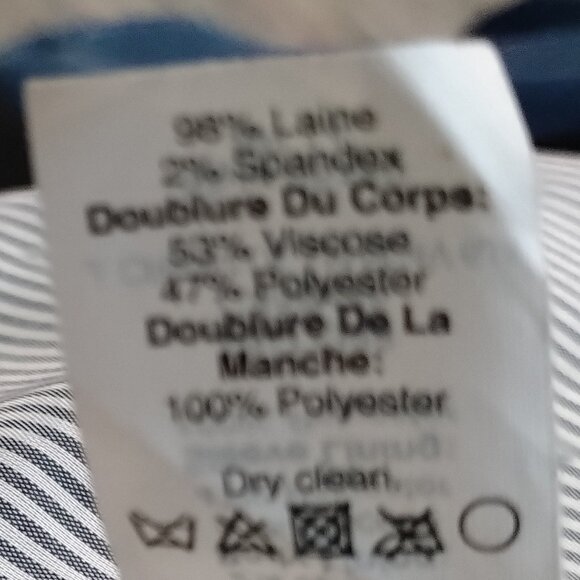 98% Laine
2% Spandex
Doublure Du Corps:
53% Viscose
47% Polyester
Doublure De La
Manche:
100% Polyester
Dry clean.